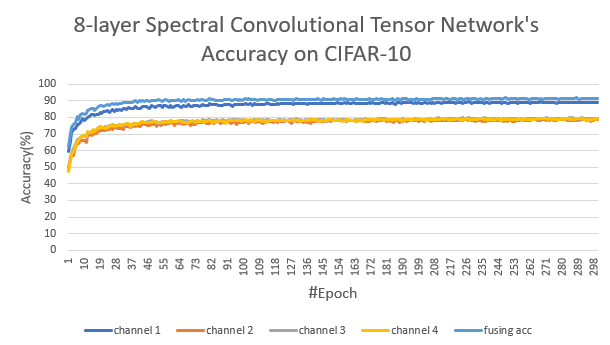 8-layer Spectral Convolutional Tensor Network's
Accuracy on CIFAR-10
Accuracy(%)
100
90
80
70
60
50
40
30
20
10
0
1 10 19 28 37 46 55 64 73 82 91 100 109 118 127 136 145 154 163 172 181 190 199 208 217 226 235 244 253 262 271 280 289 298
#Epoch
channel 1 channel 2 channel 3 channel 4 fusing acc